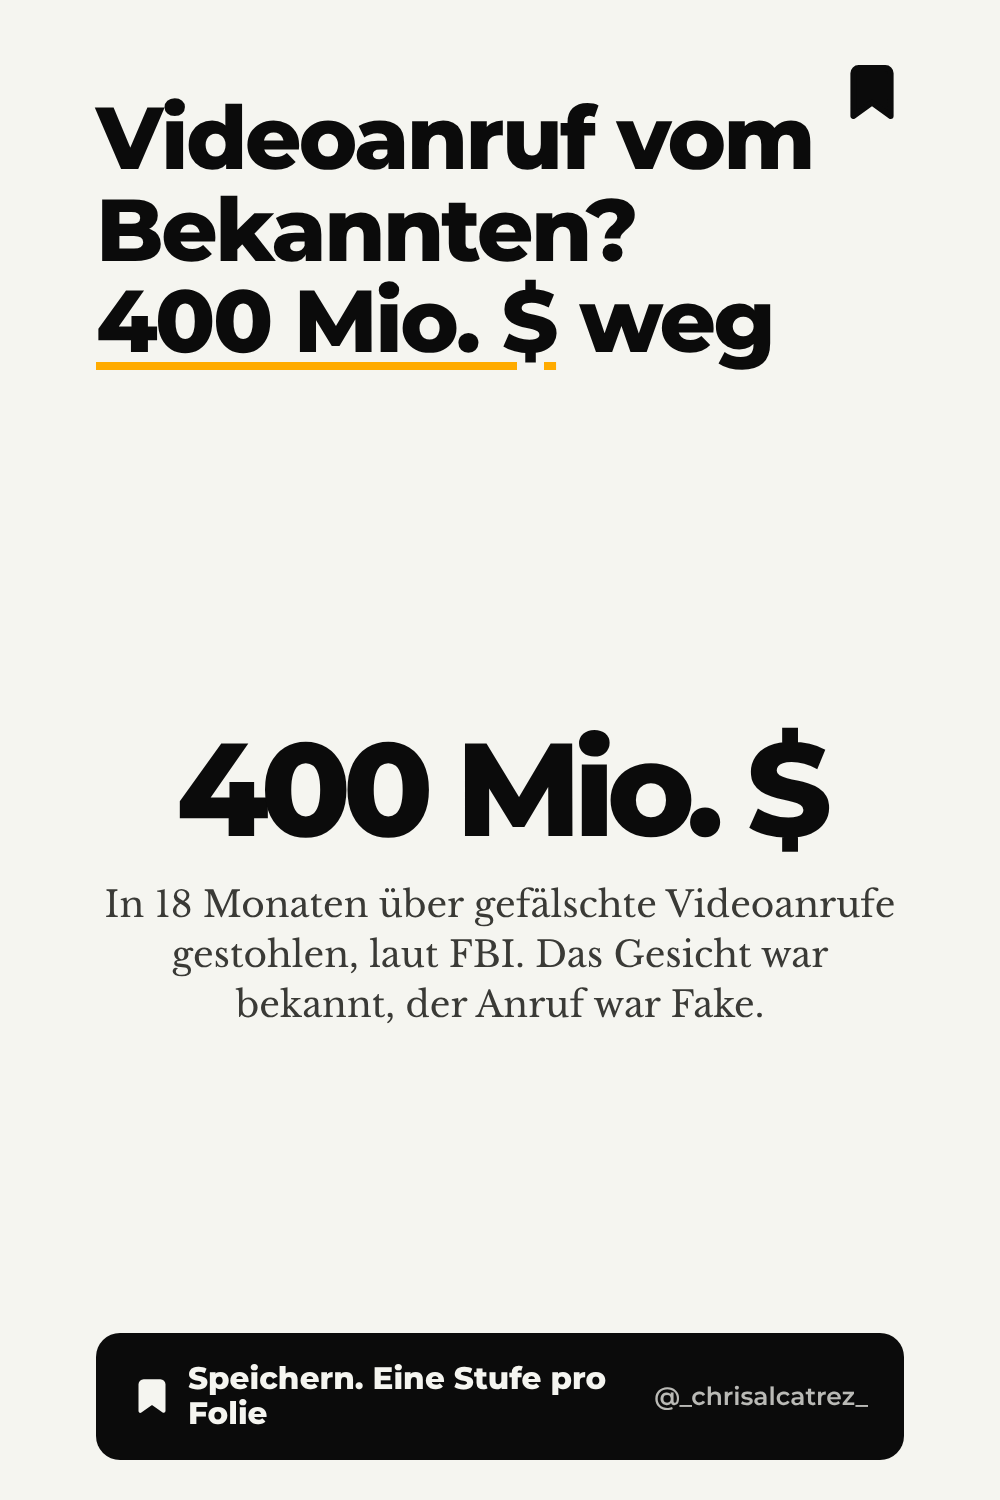 Videoanruf vom
Bekannten?
400 Mio. $ weg
400 Mio. $
In 18 Monaten über gefälschte Videoanrufe
gestohlen, laut FBI. Das Gesicht war
bekannt, der Anruf war Fake.
Speichern. Eine Stufe pro
Folie
@_chrisalcatrez_